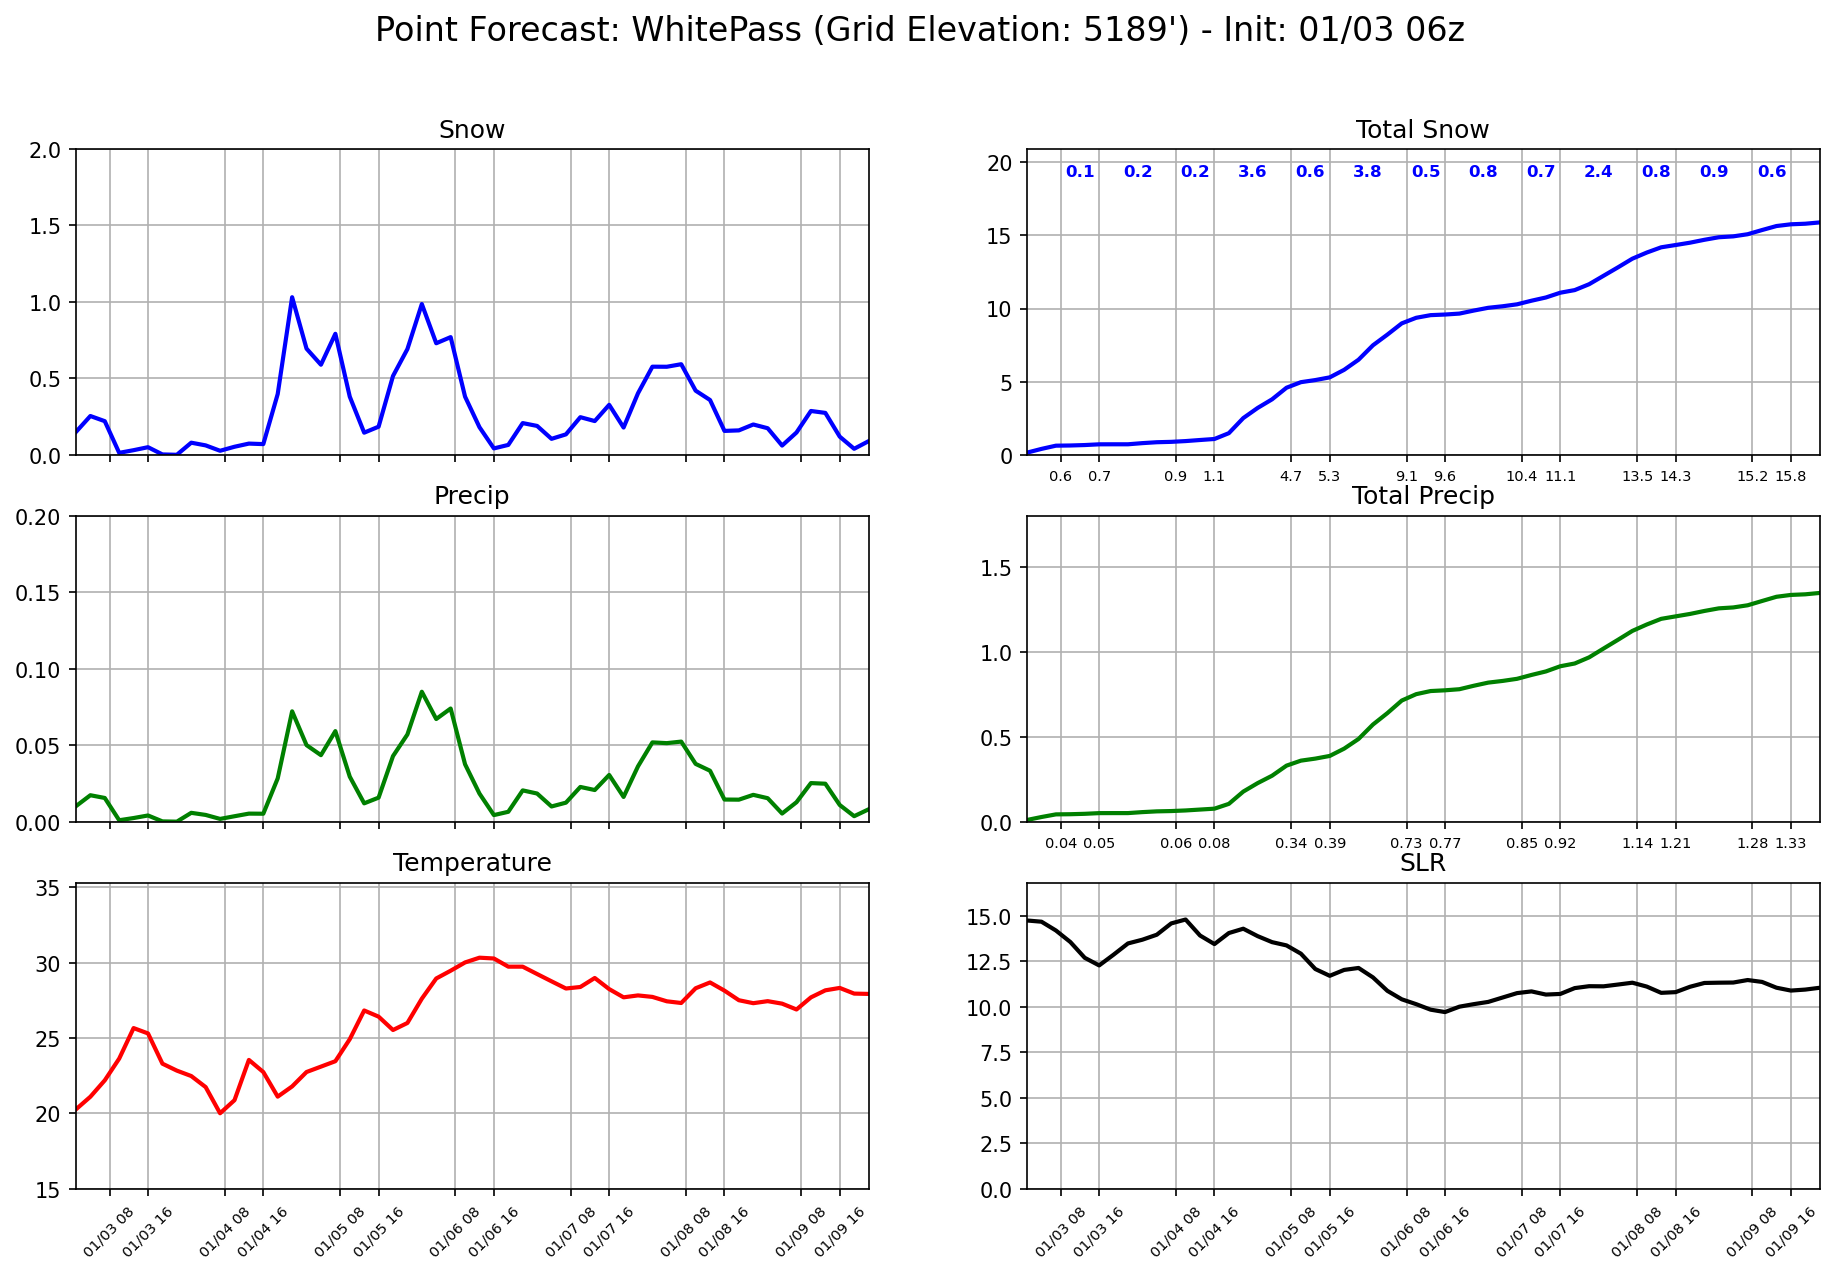 Point Forecast: WhitePass (Grid Elevation: 5189') - Init: 01/03 06z
Snow
2.0
1.5
1.0
0.5
0.0
Total Snow
20
15
10
5
0
0.1 0.2 0.2 3.6 0.6 3.8 0.5 0.8 0.7 2.4 0.8 0.9 0.6
0.6 0.7 0.9 1.1 4.7 5.3 9.1 9.6 10.4 11.1 13.5 14.3 15.2 15.8
Precip
0.20
0.15
0.10
0.05
0.00
Total Precip
1.5
1.0
0.5
0.0
0.04 0.05 0.06 0.08 0.34 0.39 0.73 0.77 0.85 0.92 1.14 1.21 1.28 1.33
Temperature
35
30
25
20
15
01/03 08 01/03 16 01/04 08 01/04 16 01/05 08 01/05 16 01/06 08 01/06 16 01/07 08 01/07 16 01/08 08 01/08 16 01/09 08 01/09 16
SLR
15.0
12.5
10.0
7.5
5.0
2.5
0.0
01/03 08 01/03 16 01/04 08 01/04 16 01/05 08 01/05 16 01/06 08 01/06 16 01/07 08 01/07 16 01/08 08 01/08 16 01/09 08 01/09 16